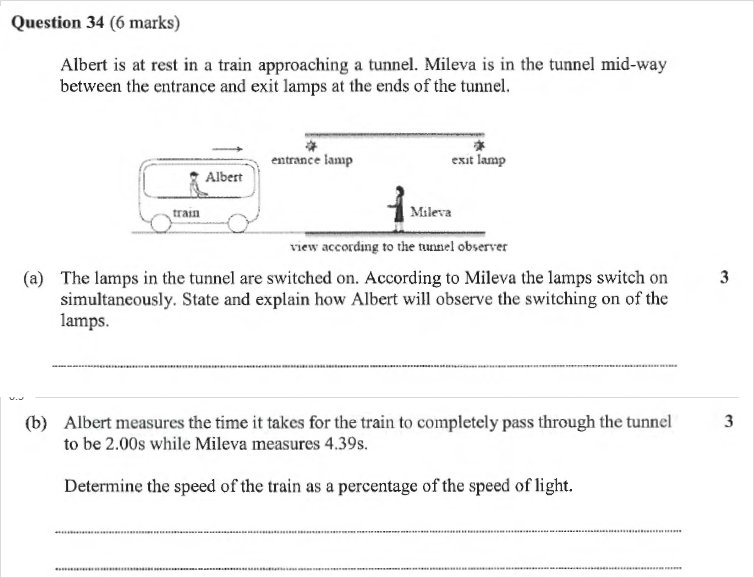 Question 34 (6 marks)
Albert is at rest in a train approaching a tunnel. Mileva is in the tunnel mid-way
between the entrance and exit lamps at the ends of the tunnel.
entrance lamp exit lamp
Albert
train Mileva
view according to the tunnel observer
(a) The lamps in the tunnel are switched on. According to Mileva the lamps switch on 3
simultaneously. State and explain how Albert will observe the switching on of the
lamps.
(b) Albert measures the time it takes for the train to completely pass through the tunnel 3
to be 2.00s while Mileva measures 4.39s.
Determine the speed of the train as a percentage of the speed of light.